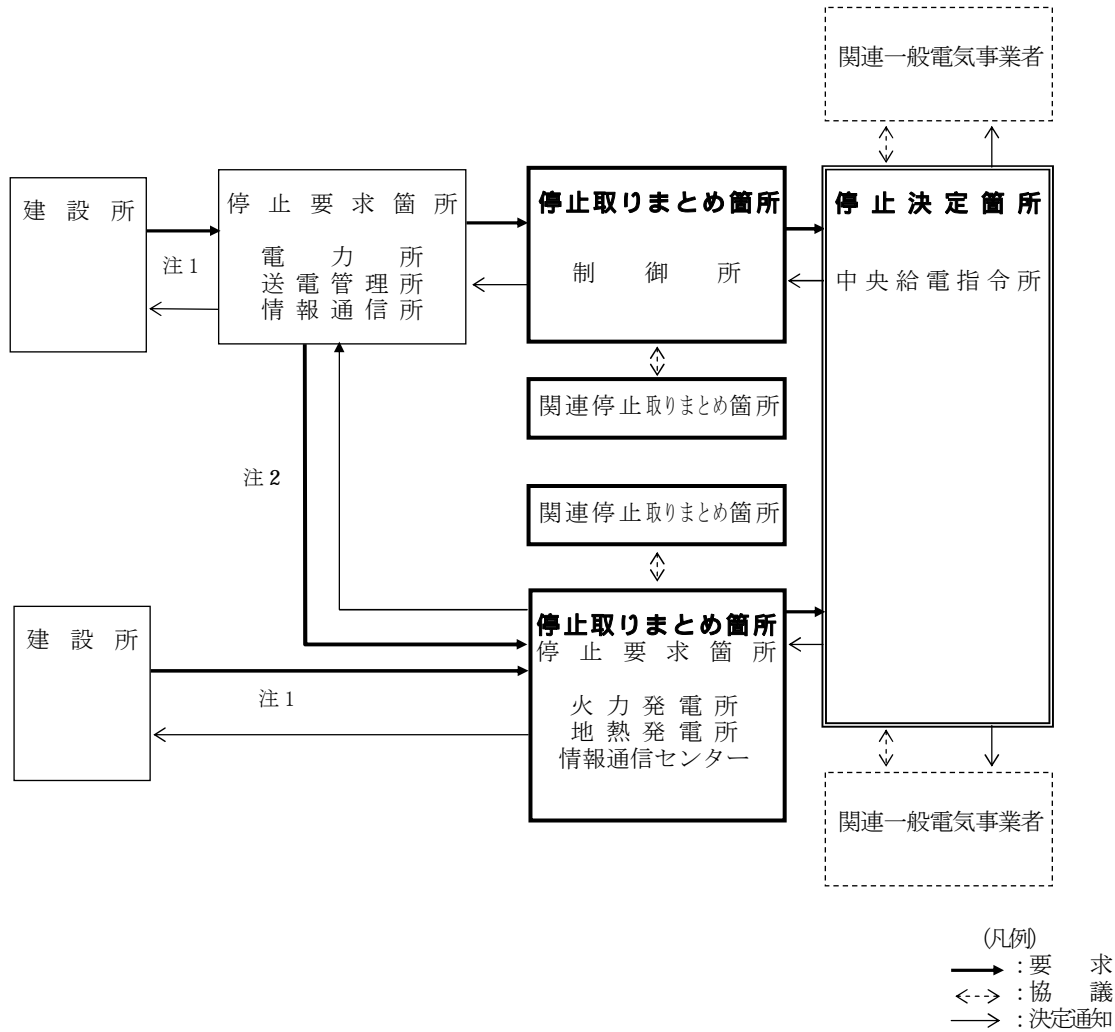 関連一般電気事業者
建設所
注1
停止要求箇所
電力所
送電管理所
情報通信所
停止取りまとめ箇所
制御所
停止決定箇所
中央給電指令所
関連停止取りまとめ箇所
注2
関連停止取りまとめ箇所
建設所
注1
停止取りまとめ箇所
停止要求箇所
火力発電所
地熱発電所
情報通信センター
関連一般電気事業者
(凡例)
：要求
：協議
：決定通知